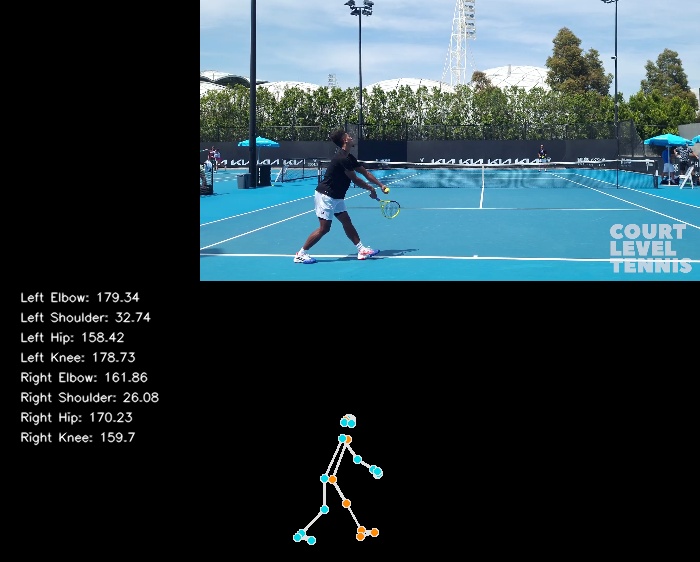 COURT
LEVEL
TENNIS
Left Elbow: 179.34
Left Shoulder: 32.74
Left Hip: 158.42
Left Knee: 178.73
Right Elbow: 161.86
Right Shoulder: 26.08
Right Hip: 170.23
Right Knee: 159.7